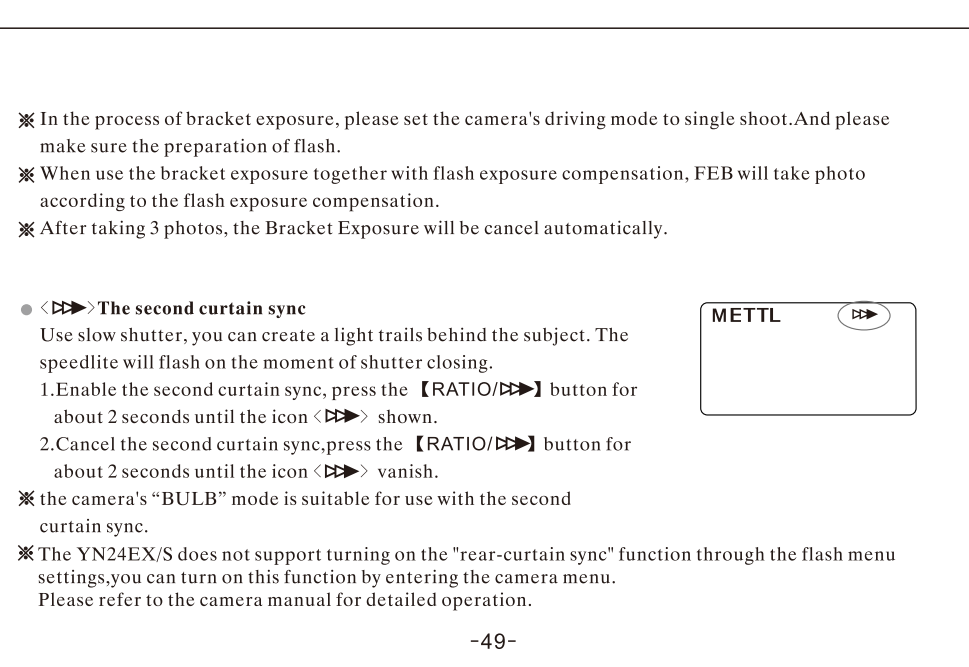 ※ In the process of bracket exposure, please set the camera's driving mode to single shoot.And please
make sure the preparation of flash.
※ When use the bracket exposure together with flash exposure compensation, FEB will take photo
according to the flash exposure compensation.
※ After taking 3 photos, the Bracket Exposure will be cancel automatically.
● 〈▷▷▶〉The second curtain sync
Use slow shutter, you can create a light trails behind the subject. The
speedlite will flash on the moment of shutter closing.
1.Enable the second curtain sync, press the 【RATIO/▷▷▶】 button for
about 2 seconds until the icon〈▷▷▶〉 shown.
2.Cancel the second curtain sync,press the 【RATIO/▷▷▶】 button for
about 2 seconds until the icon〈▷▷▶〉 vanish.
※ the camera's “BULB” mode is suitable for use with the second
curtain sync.
METTL ▷▷▶
※ The YN24EX/S does not support turning on the "rear-curtain sync" function through the flash menu
settings,you can turn on this function by entering the camera menu.
Please refer to the camera manual for detailed operation.
-49-